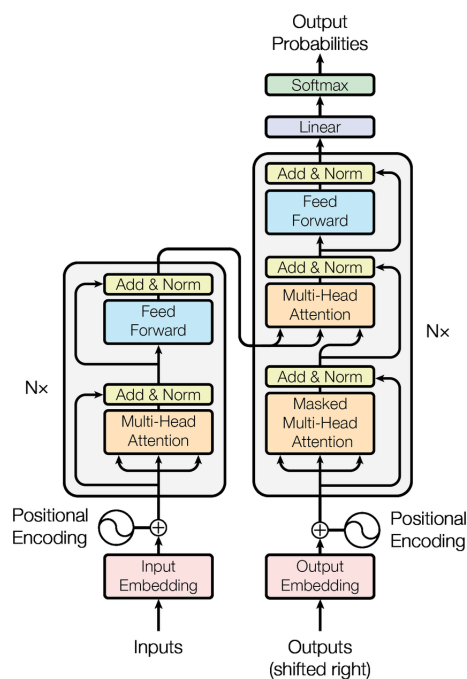 Output
Probabilities
Softmax
Linear
Add & Norm
Feed
Forward
Add & Norm
Multi-Head
Attention
Nx
Add & Norm
Masked
Multi-Head
Attention
Add & Norm
Feed
Forward
Nx
Add & Norm
Multi-Head
Attention
Positional
Encoding
Positional
Encoding
Input
Embedding
Output
Embedding
Inputs
Outputs
(shifted right)